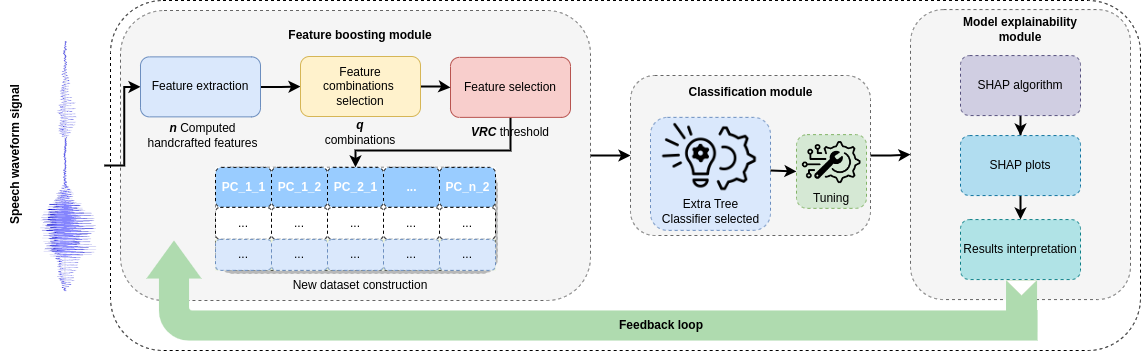 Speech waveform signal
Feature boosting module
Feature extraction
n Computed
handcrafted features
Feature
combinations
selection
q
combinations
Feature selection
VRC threshold
PC_1_1 PC_1_2 PC_2_1 ... PC_n_2
... ... ... ... ...
... ... ... ... ...
New dataset construction
Classification module
Extra Tree
Classifier selected
Tuning
Model explainability
module
SHAP algorithm
SHAP plots
Results interpretation
Feedback loop